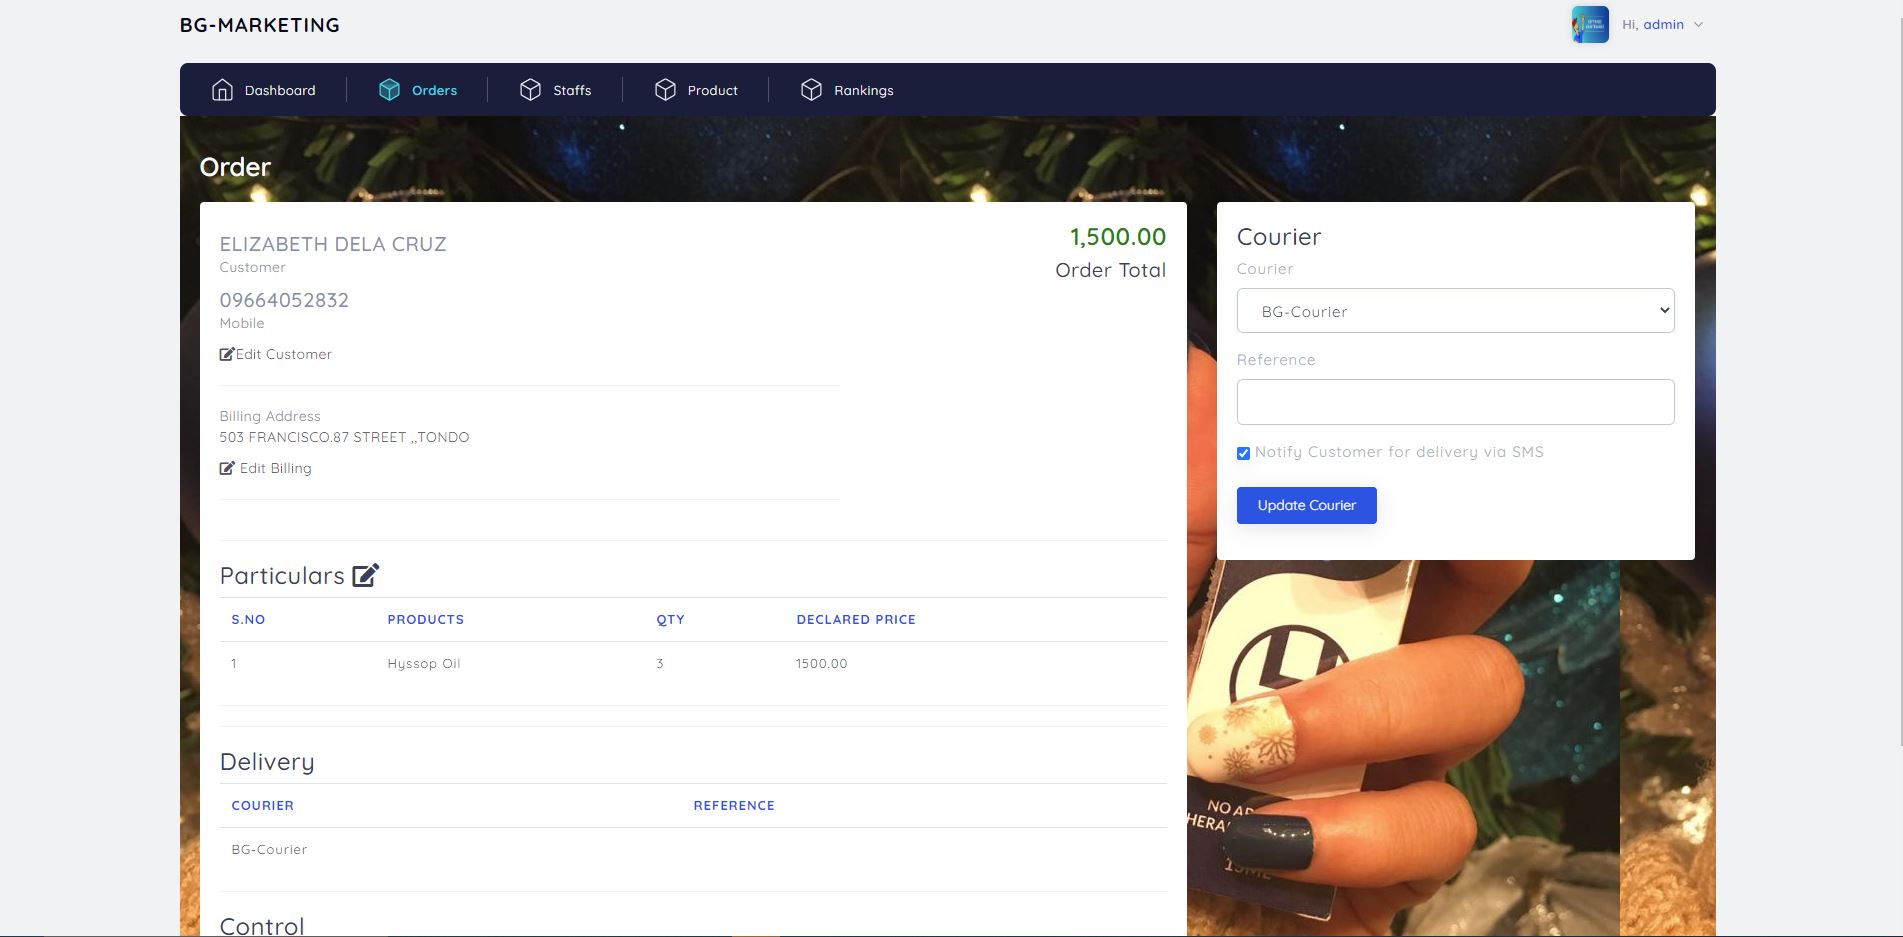 BG-MARKETING
Hi, admin
Dashboard
Orders
Staffs
Product
Rankings
Order
ELIZABETH DELA CRUZ
Customer
09664052832
Mobile
Edit Customer
1,500.00
Order Total
Billing Address
503 FRANCISCO.87 STREET ,,TONDO
Edit Billing
Particulars
S.NO PRODUCTS QTY DECLARED PRICE
1 Hyssop Oil 3 1500.00
Delivery
COURIER REFERENCE
BG-Courier
Control
Courier
Courier
BG-Courier
Reference
Notify Customer for delivery via SMS
Update Courier
NO
15ML